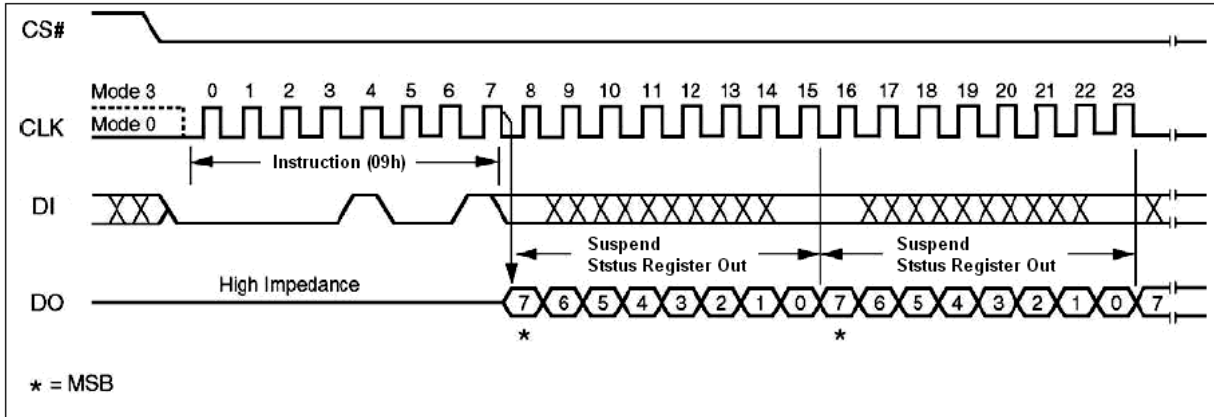 CS#
Mode 3 0 1 2 3 4 5 6 7 8 9 10 11 12 13 14 15 16 17 18 19 20 21 22 23
CLK Mode 0
Instruction (09h)
DI
Suspend Suspend
Ststus Register Out Ststus Register Out
High Impedance
DO 7 6 5 4 3 2 1 0 7 6 5 4 3 2 1 0 7
* *
* = MSB